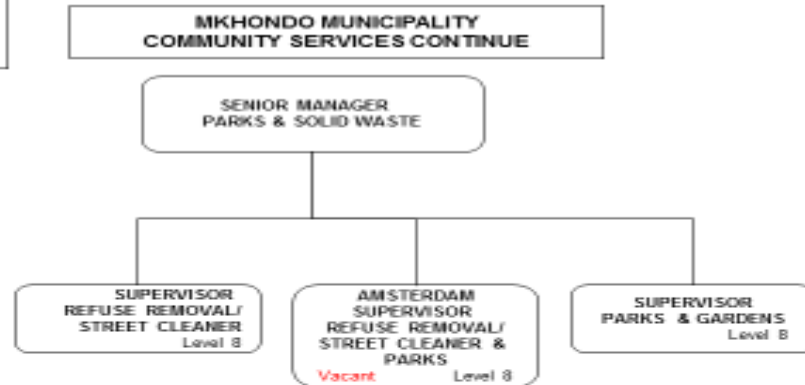 MKHONDO MUNICIPALITY
COMMUNITY SERVICES CONTINUE
SENIOR MANAGER
PARKS & SOLID WASTE
SUPERVISOR
REFUSE REMOVAL/
STREET CLEANER
Level 8
AMSTERDAM
SUPERVISOR
REFUSE REMOVAL/
STREET CLEANER &
PARKS
Vacant Level 8
SUPERVISOR
PARKS & GARDENS
Level 8